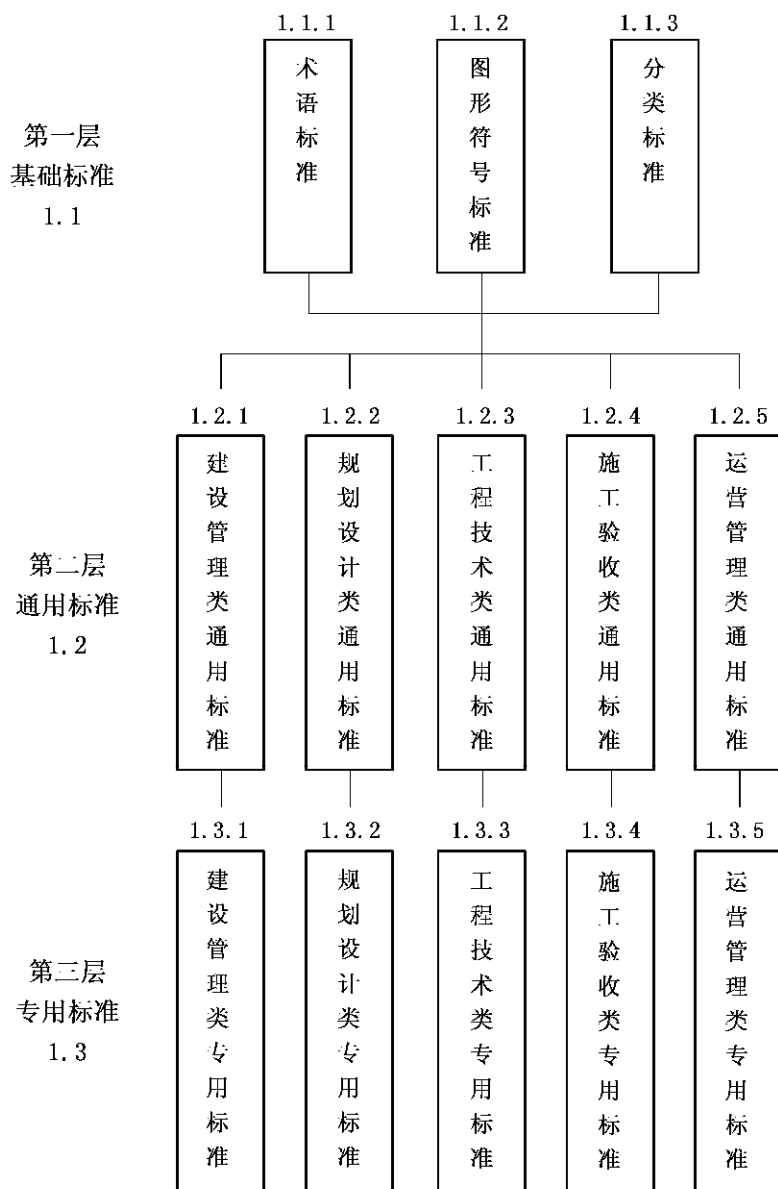 1.1.1
1.1.2
1.1.3
术语标准
图形符号标准
分类标准
第一层
基础标准
1.1
1.2.1
1.2.2
1.2.3
1.2.4
1.2.5
建设管理类通用标准
规划设计类通用标准
工程技术类通用标准
施工验收类通用标准
运营管理类通用标准
第二层
通用标准
1.2
1.3.1
1.3.2
1.3.3
1.3.4
1.3.5
建设管理类专用标准
规划设计类专用标准
工程技术类专用标准
施工验收类专用标准
运营管理类专用标准
第三层
专用标准
1.3